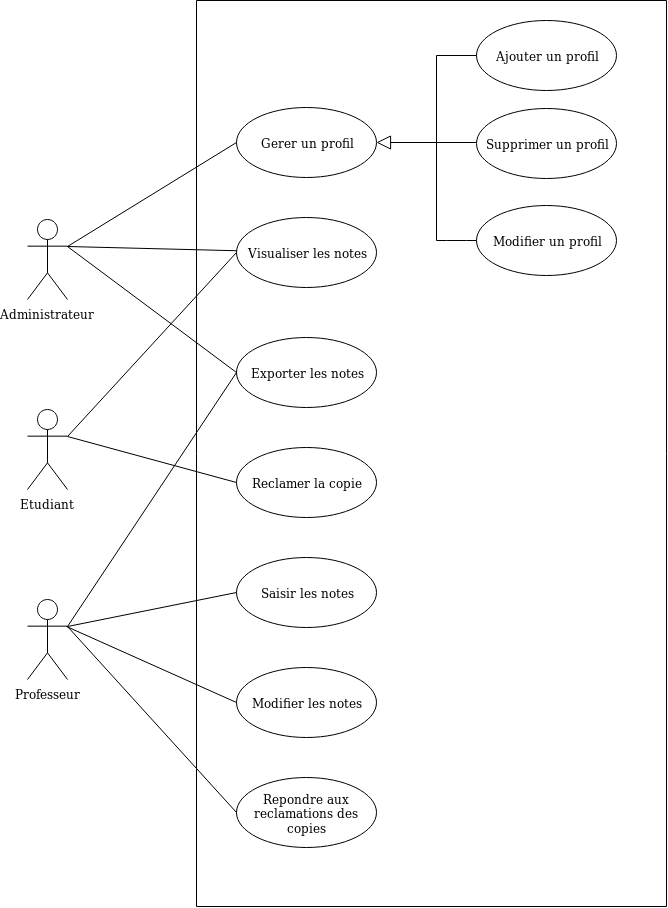 Ajouter un profil
Gerer un profil
Supprimer un profil
Modifier un profil
Visualiser les notes
Administrateur
Exporter les notes
Reclamer la copie
Etudiant
Saisir les notes
Professeur
Modifier les notes
Repondre aux
reclamations des
copies